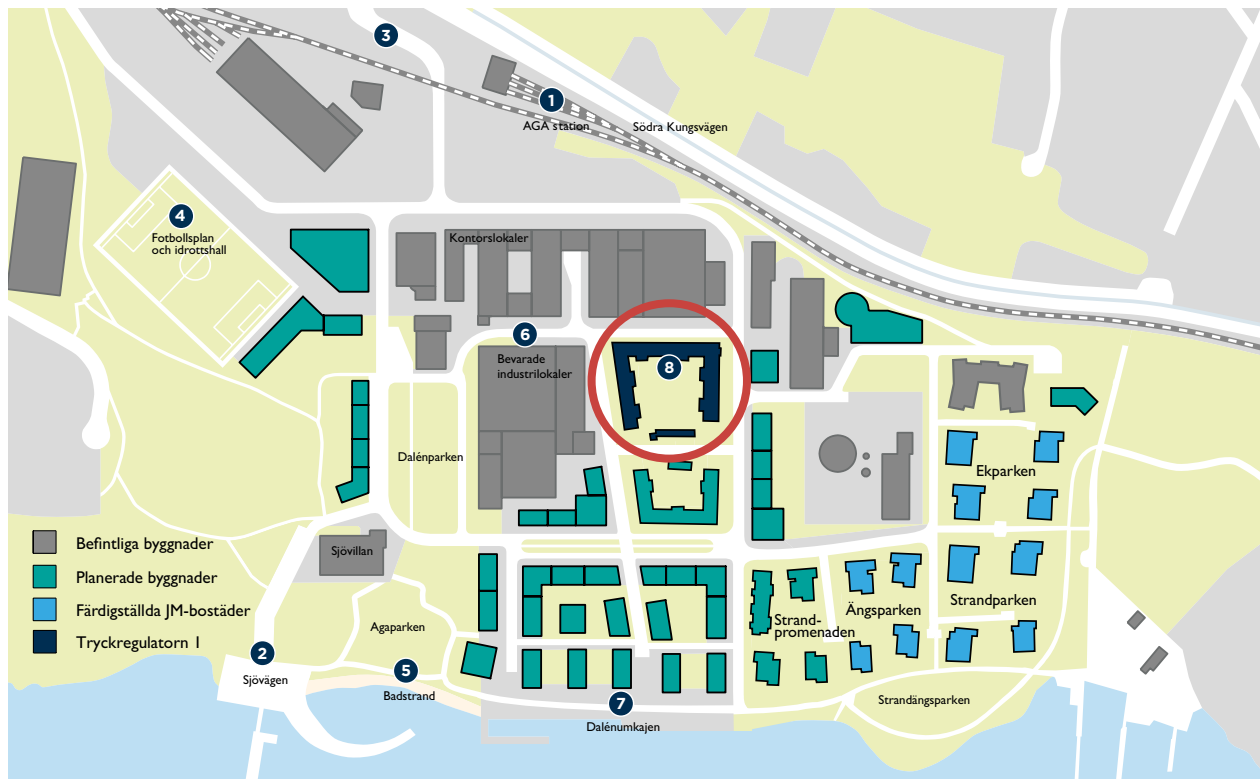 3
1
AGA station
Södra Kungsvägen
4
Fotbollsplan
och idrottshall
Kontorslokaler
6
Bevarade
industrilokaler
8
Dalénparken
Ekparken
Befintliga byggnader
Planerade byggnader
Färdigställda JM-bostäder
Tryckregulatorn 1
Sjövillan
Agaparken
Strand-
promenaden
Ängsparken
Strandparken
2
Sjövägen
5
Badstrand
7
Dalénumkajen
Strandängsparken